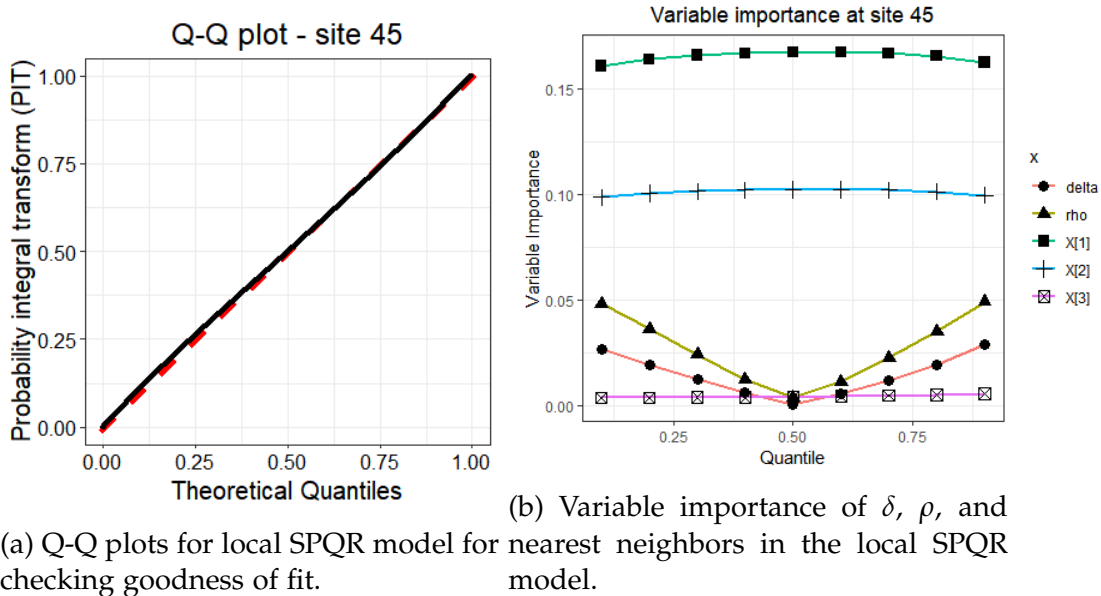 Q-Q plot - site 45
Probability integral transform (PIT)
1.00
0.75
0.50
0.25
0.00
0.00 0.25 0.50 0.75 1.00
Theoretical Quantiles
(a) Q-Q plots for local SPQR model for
checking goodness of fit.
Variable importance at site 45
Variable Importance
0.15
0.10
0.05
0.00
0.25 0.50 0.75
Quantile
x
delta
rho
X[1]
X[2]
X[3]
(b) Variable importance of δ, ρ, and
nearest neighbors in the local SPQR
model.